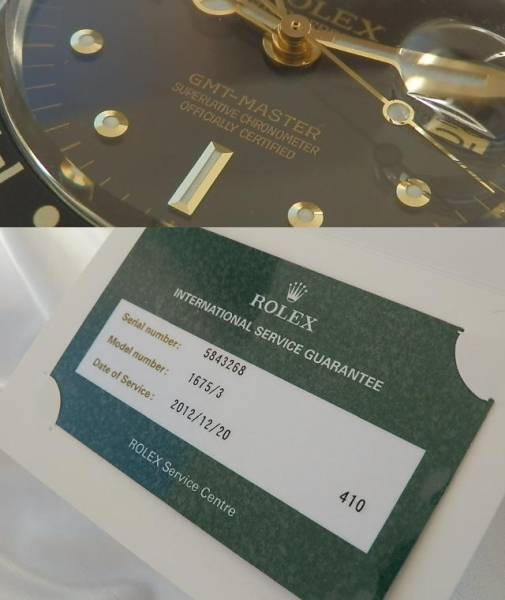 ROLEX
GMT-MASTER
SUPERLATIVE CHRONOMETER
OFFICIALLY CERTIFIED
ROLEX
INTERNATIONAL SERVICE GUARANTEE
Serial number: 5843268
Model number: 1675/3
Date of Service: 2012/12/20
410
ROLEX Service Centre